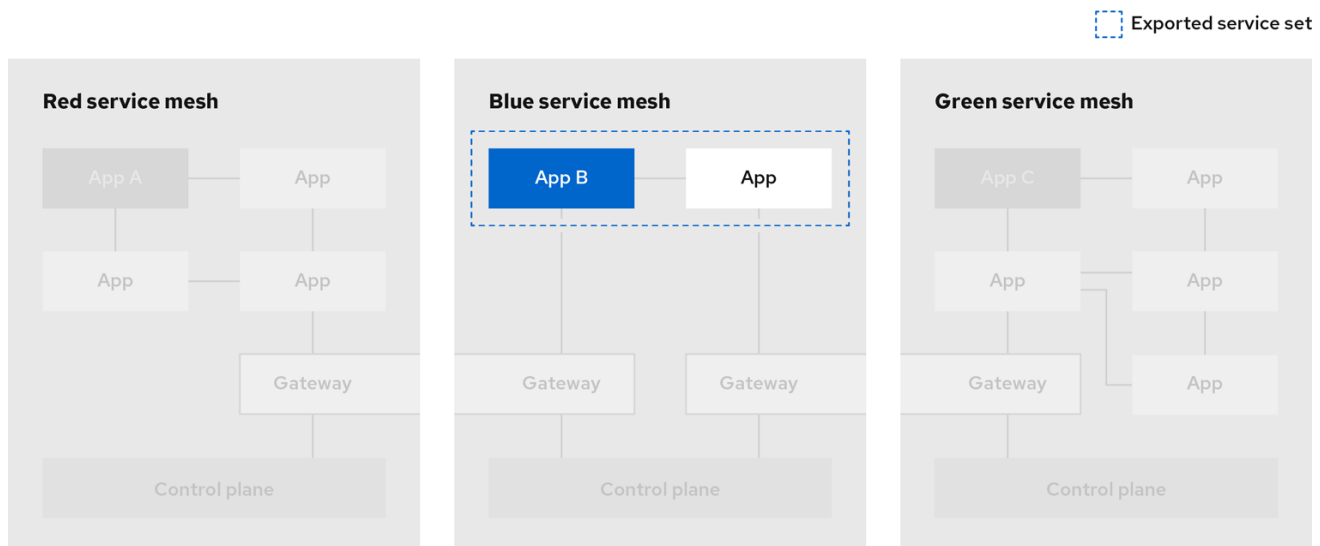 Exported service set
Red service mesh
App A
App
App
App
Gateway
Control plane
Blue service mesh
App B
App
Gateway
Gateway
Control plane
Green service mesh
App C
App
App
App
Gateway
App
Control plane